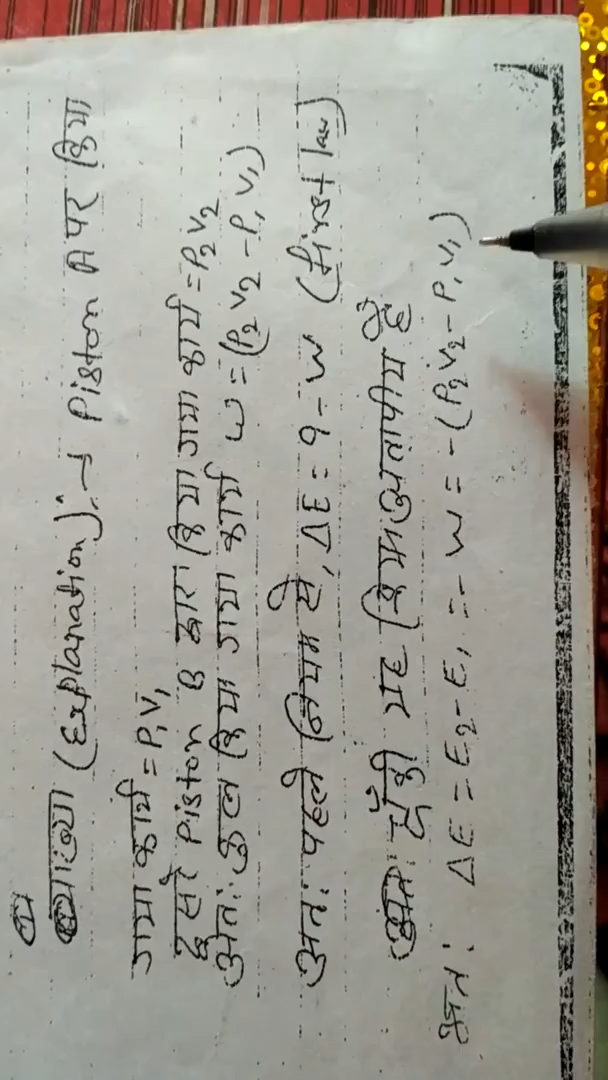 व्याख्या (Explanation):→ Piston A पर किया
गया कार्य = P₁V₁
दूसरे Piston B द्वारा किया गया कार्य = P₂V₂
अतः कुल किया गया कार्य w = (P₂V₂ - P₁V₁)
अतः पहले नियम से, ΔE = q - w (first law)
चूँकी यह क्रिया रूद्धतापीय है
अतः ΔE = E₂ - E₁ = - w = -(P₂V₂ - P₁V₁)